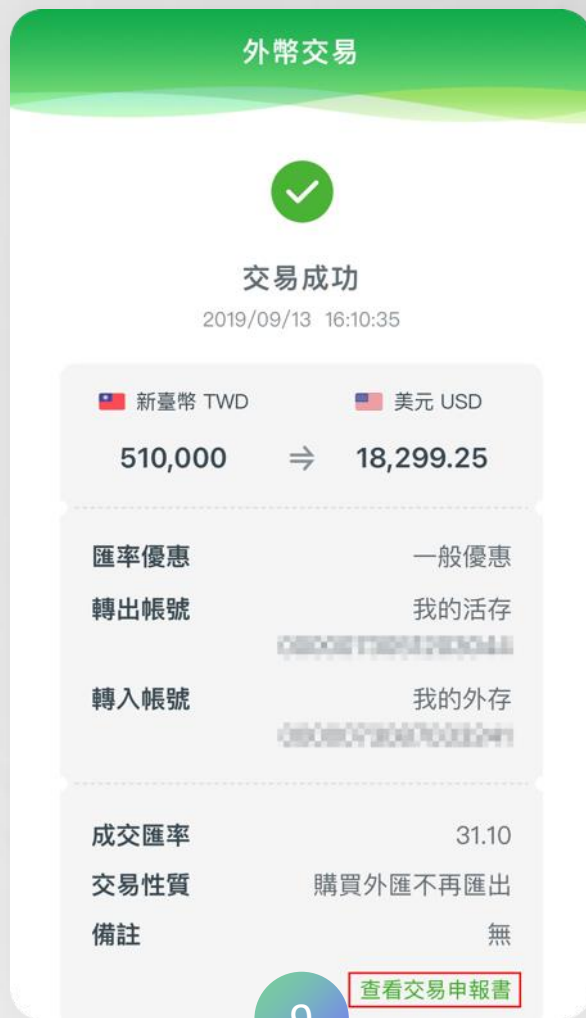 外幣交易
交易成功
2019/09/13 16:10:35
新臺幣 TWD 美元 USD
510,000 ⇒ 18,299.25
匯率優惠 一般優惠
轉出帳號 我的活存
轉入帳號 我的外存
成交匯率 31.10
交易性質 購買外匯不再匯出
備註 無
查看交易申報書
9